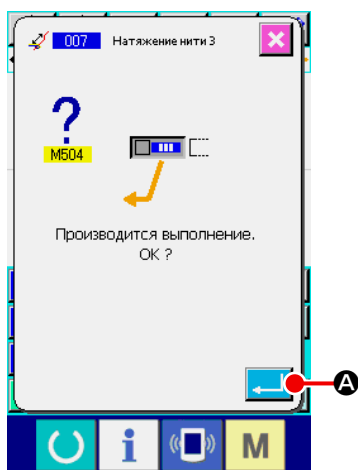 007 Натяжение нити 3
?
M504
Производится выполнение.
OK ?
A
i M